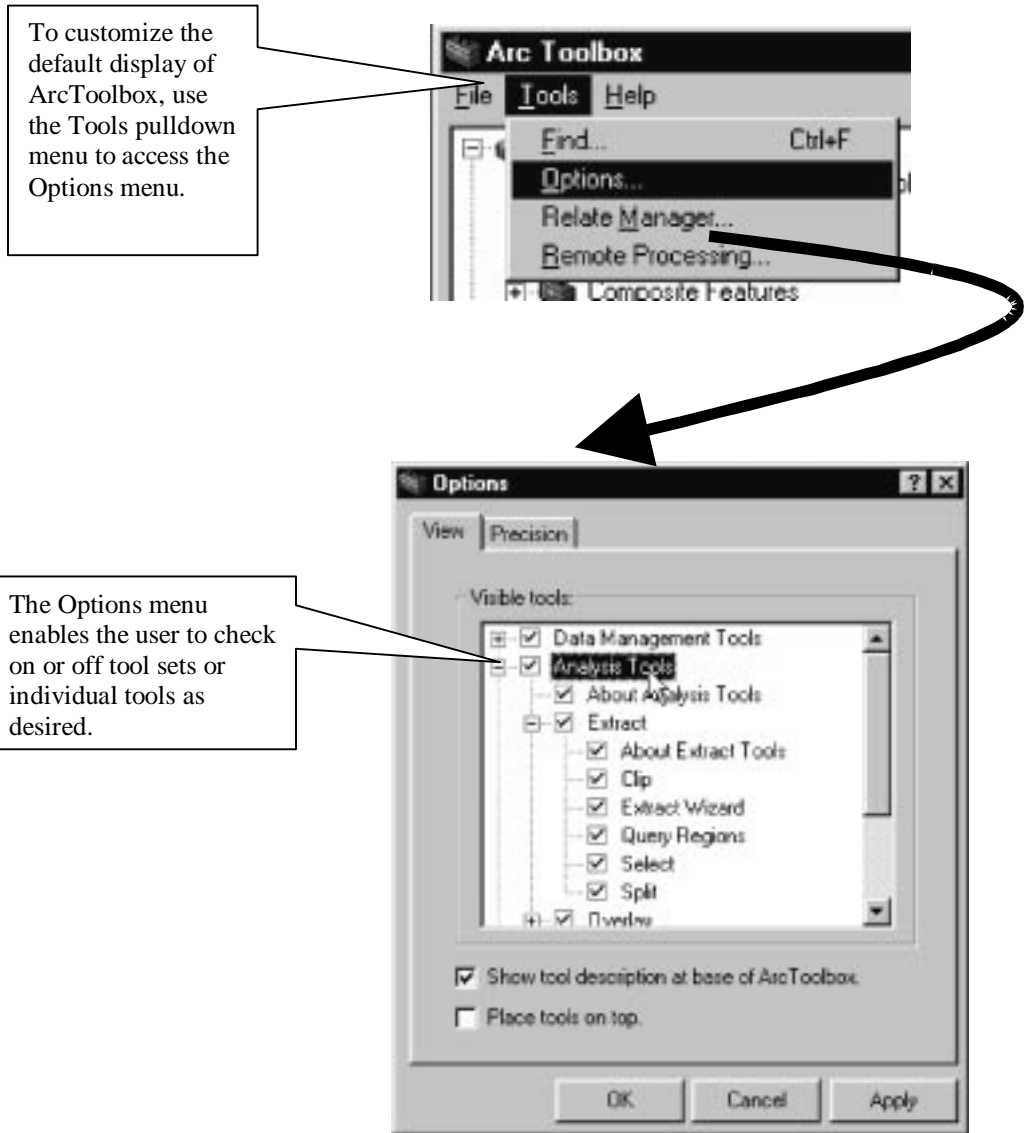 To customize the
default display of
ArcToolbox, use
the Tools pulldown
menu to access the
Options menu.
Arc Toolbox
File Tools Help
Find... Ctrl+F
Options...
Relate Manager...
Remote Processing...
Composite Features
Options
View Precision
The Options menu
enables the user to check
on or off tool sets or
individual tools as
desired.
Visible tools:
Data Management Tools
Analysis Tools
About Analysis Tools
Extract
About Extract Tools
Clip
Extract Wizard
Query Regions
Select
Split
Overlay
Show tool description at base of ArcToolbox.
Place tools on top.
OK Cancel Apply